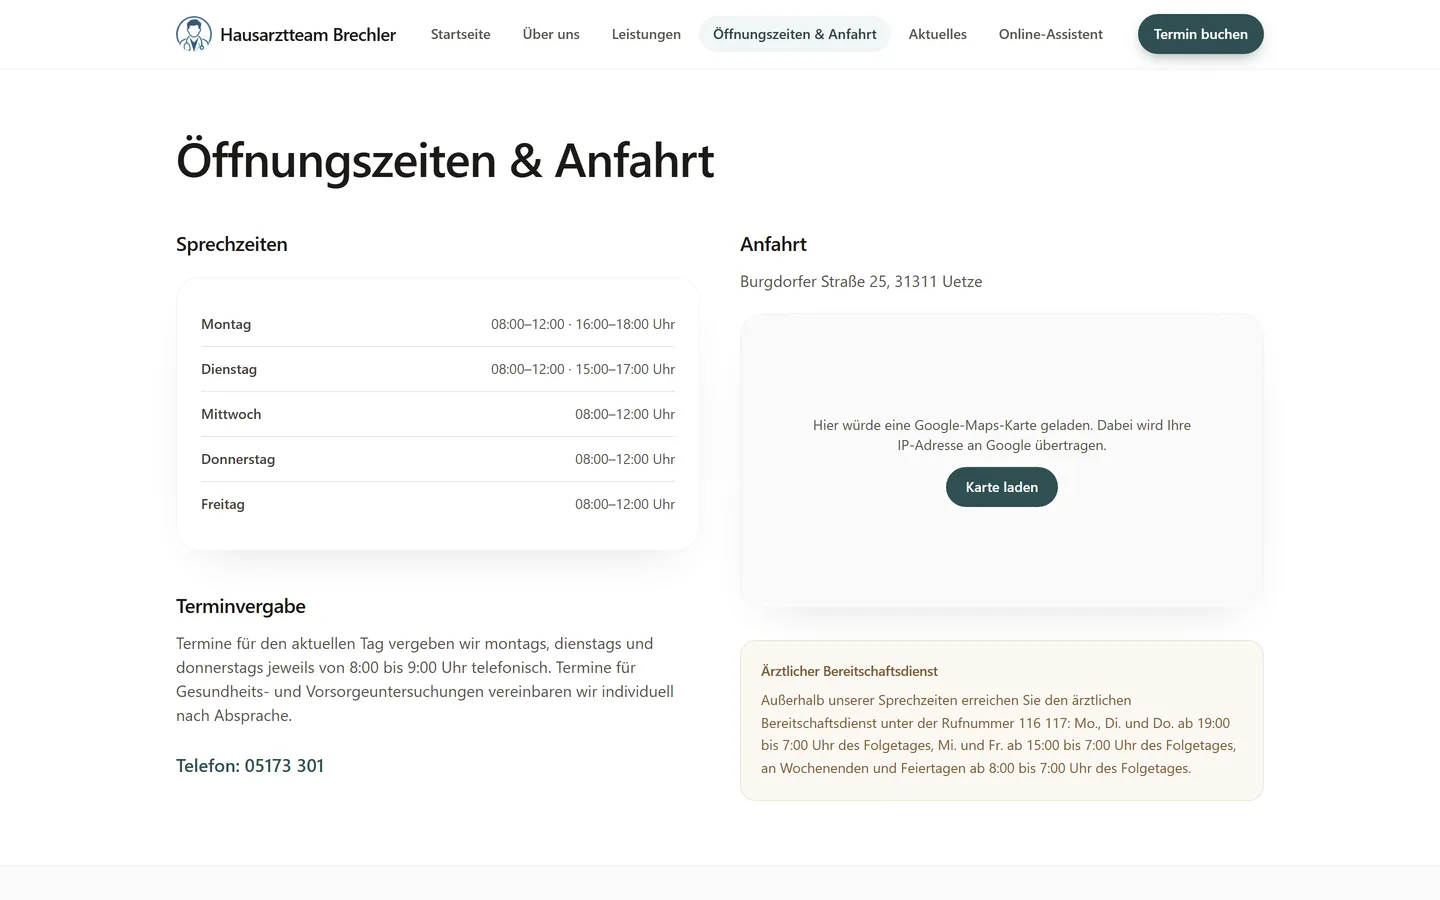 Hausarztteam Brechler
Startseite
Über uns
Leistungen
Öffnungszeiten & Anfahrt
Aktuelles
Online-Assistent
Termin buchen
Öffnungszeiten & Anfahrt
Sprechzeiten
Montag 08:00–12:00 · 16:00–18:00 Uhr
Dienstag 08:00–12:00 · 15:00–17:00 Uhr
Mittwoch 08:00–12:00 Uhr
Donnerstag 08:00–12:00 Uhr
Freitag 08:00–12:00 Uhr
Terminvergabe
Termine für den aktuellen Tag vergeben wir montags, dienstags und
donnerstags jeweils von 8:00 bis 9:00 Uhr telefonisch. Termine für
Gesundheits- und Vorsorgeuntersuchungen vereinbaren wir individuell
nach Absprache.
Telefon: 05173 301
Anfahrt
Burgdorfer Straße 25, 31311 Uetze
Hier würde eine Google-Maps-Karte geladen. Dabei wird Ihre
IP-Adresse an Google übertragen.
Karte laden
Ärztlicher Bereitschaftsdienst
Außerhalb unserer Sprechzeiten erreichen Sie den ärztlichen
Bereitschaftsdienst unter der Rufnummer 116 117: Mo., Di. und Do. ab 19:00
bis 7:00 Uhr des Folgetages, Mi. und Fr. ab 15:00 bis 7:00 Uhr des Folgetages,
an Wochenenden und Feiertagen ab 8:00 bis 7:00 Uhr des Folgetages.